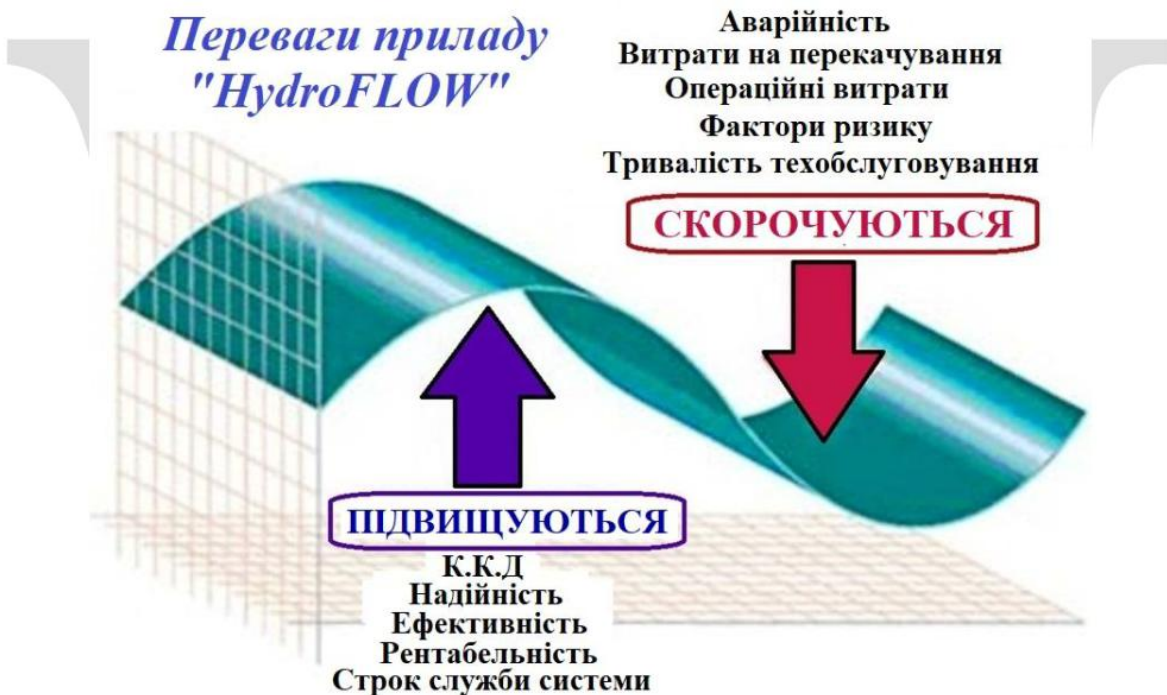 Переваги приладу
"HydroFLOW"
Аварійність
Витрати на перекачування
Операційні витрати
Фактори ризику
Тривалість техобслуговування
СКОРОЧУЮТЬСЯ
ПІДВИЩУЮТЬСЯ
К.К.Д
Надійність
Ефективність
Рентабельність
Строк служби системи